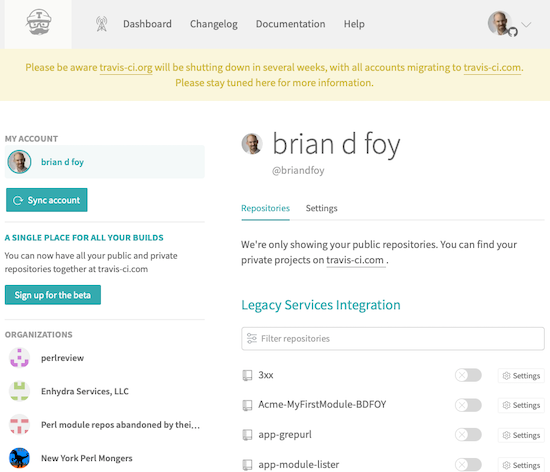 Dashboard Changelog Documentation Help
Please be aware travis-ci.org will be shutting down in several weeks, with all accounts migrating to travis-ci.com.
Please stay tuned here for more information.
MY ACCOUNT
brian d foy
Sync account
A SINGLE PLACE FOR ALL YOUR BUILDS
You can now have all your public and private
repositories together at travis-ci.com
Sign up for the beta
ORGANIZATIONS
perlreview
Enhydra Services, LLC
Perl module repos abandoned by thei...
New York Perl Mongers
brian d foy
@briandfoy
Repositories Settings
We're only showing your public repositories. You can find your
private projects on travis-ci.com .
Legacy Services Integration
Filter repositories
3xx Settings
Acme-MyFirstModule-BDFOY Settings
app-grepurl Settings
app-module-lister Settings